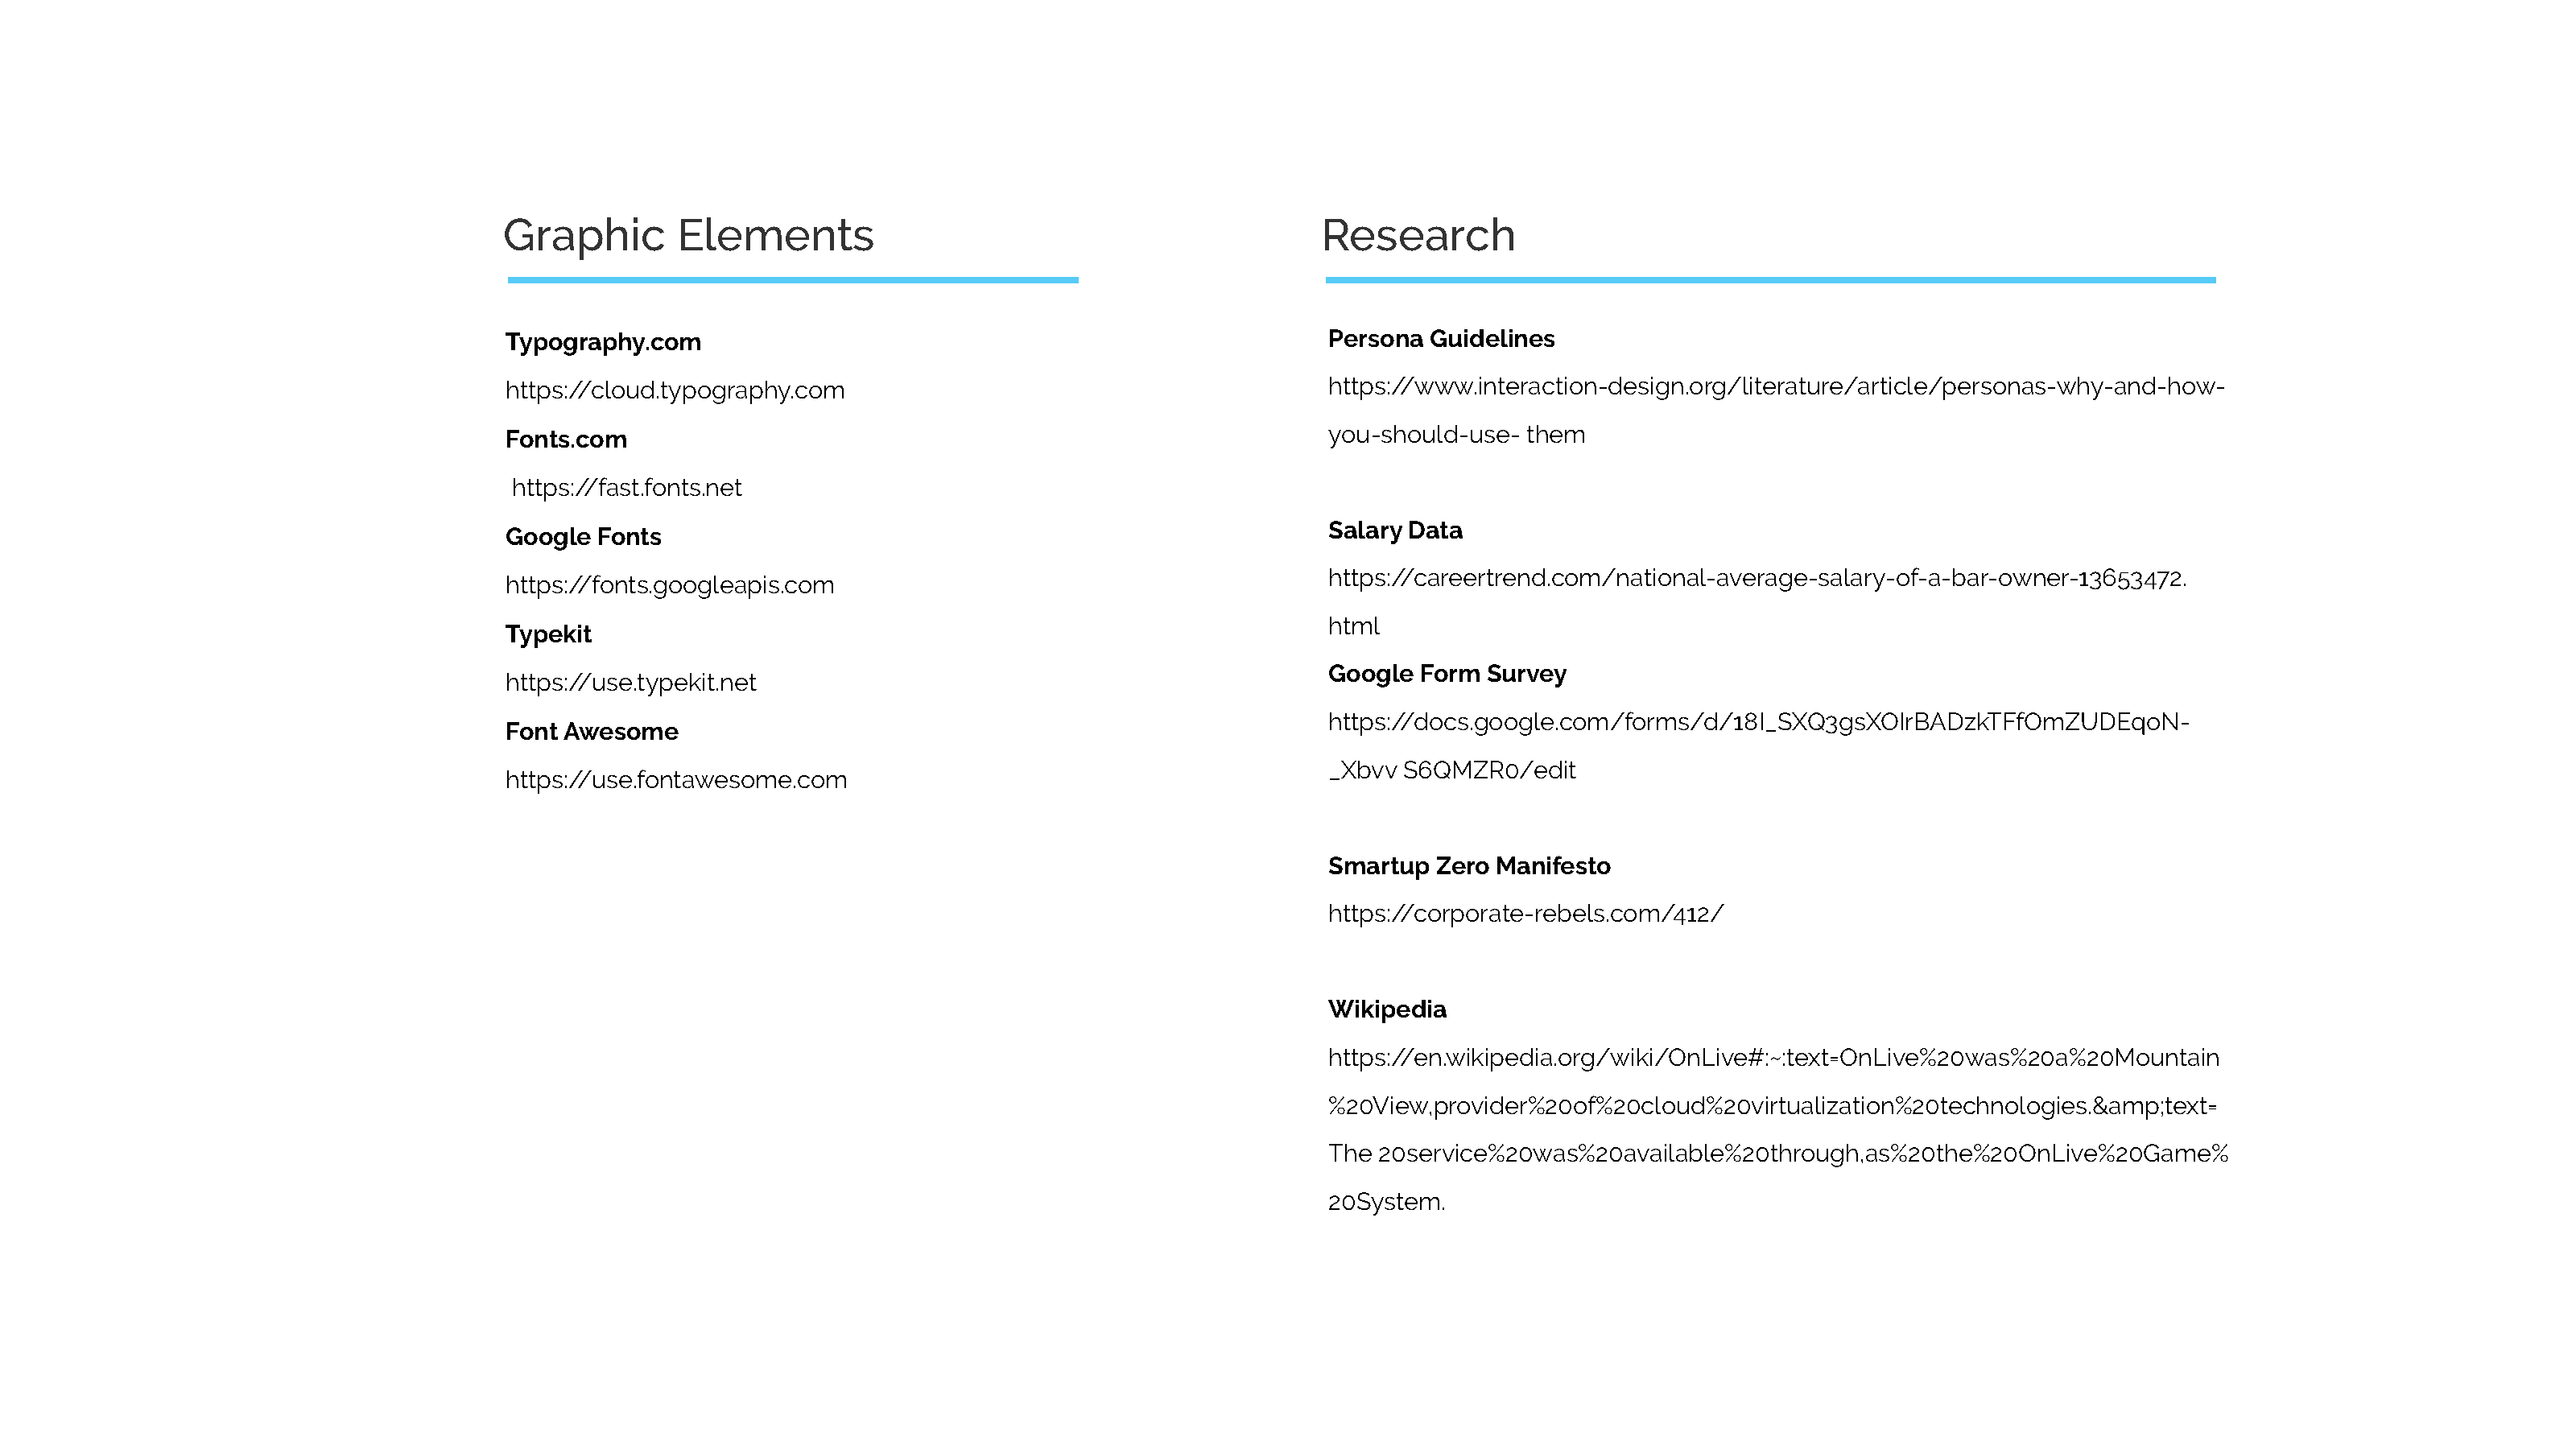 Graphic Elements
Typography.com
https://cloud.typography.com
Fonts.com
https://fast.fonts.net
Google Fonts
https://fonts.googleapis.com
Typekit
https://use.typekit.net
Font Awesome
https://use.fontawesome.com
Research
Persona Guidelines
https://www.interaction-design.org/literature/article/personas-why-and-how-
you-should-use- them
Salary Data
https://careertrend.com/national-average-salary-of-a-bar-owner-13653472.
html
Google Form Survey
https://docs.google.com/forms/d/18I_SXQ3gsXOIrBADzkTFfOmZUDEqoN-
_Xbvv S6QMZR0/edit
Smartup Zero Manifesto
https://corporate-rebels.com/412/
Wikipedia
https://en.wikipedia.org/wiki/OnLive#:~:text=OnLive%20was%20a%20Mountain
%20View,provider%20of%20cloud%20virtualization%20technologies.&amp;text=
The 20service%20was%20available%20through,as%20the%20OnLive%20Game%
20System.